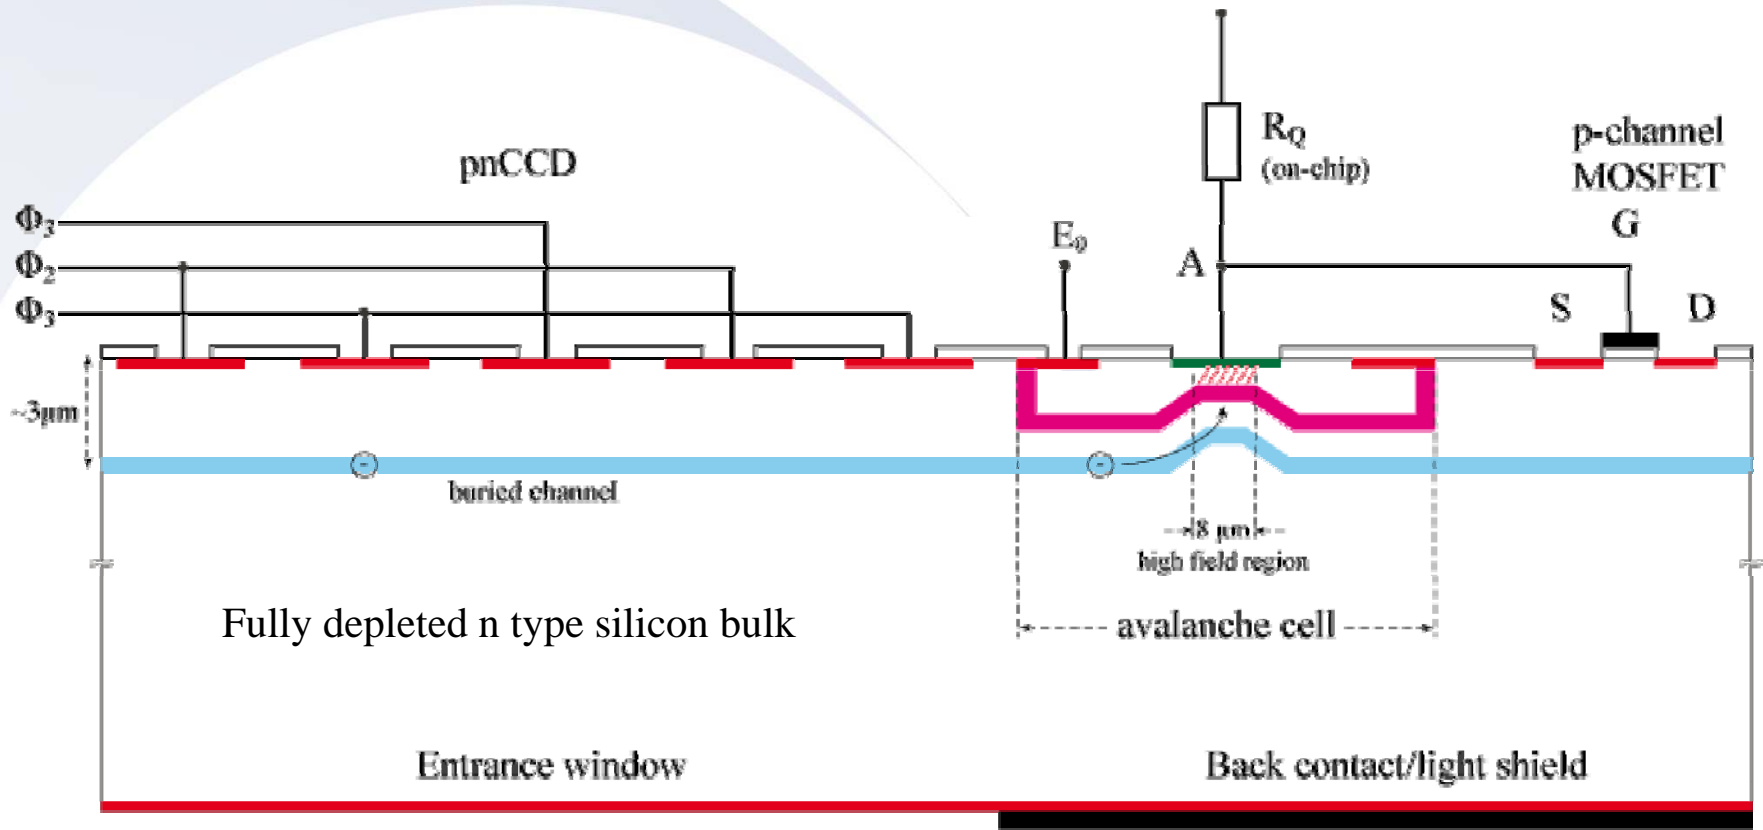 pnCCD
R_Q
(on-chip)
p-channel
MOSFET
G
Φ₃
Φ₂
Φ₃
E₀
A
S
D
~3µm
-
-
buried channel
8 µm
high field region
Fully depleted n type silicon bulk
avalanche cell
Entrance window
Back contact/light shield